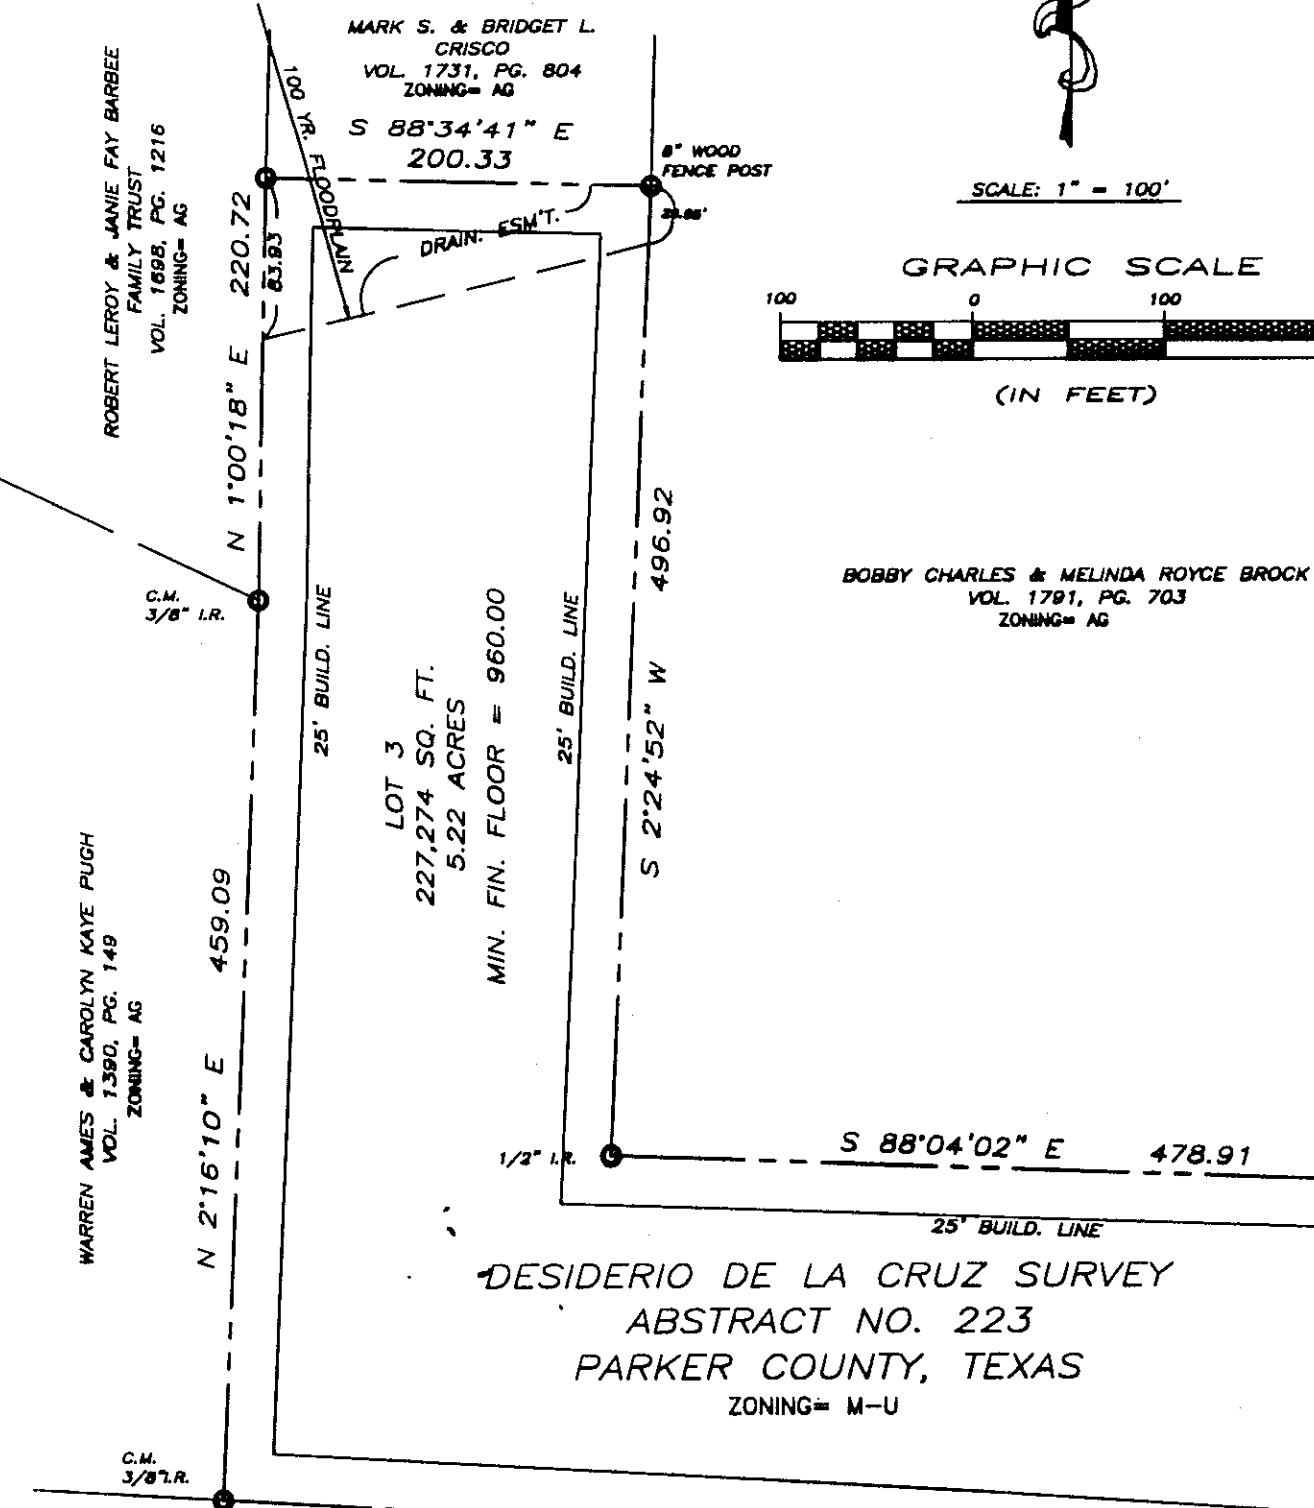 MARK S. & BRIDGET L.
CRISCO
VOL. 1731, PG. 804
ZONING= AG
S 88°34'41" E
200.33
8" WOOD
FENCE POST
100 YR. FLOODPLAIN
DRAIN. ESM'T.
ROBERT LEROY & JANIE FAY BARBEE
FAMILY TRUST
VOL. 1698, PG. 1216
ZONING= AG
N 1°00'18" E 220.72
83.93
SCALE: 1" = 100'
GRAPHIC SCALE
100 0 100
(IN FEET)
C.M.
3/8" I.R.
25' BUILD. LINE
LOT 3
227,274 SQ. FT.
5.22 ACRES
MIN. FIN. FLOOR = 960.00
25' BUILD. LINE
S 2°24'52" W 496.92
BOBBY CHARLES & MELINDA ROYCE BROCK
VOL. 1791, PG. 703
ZONING= AG
WARREN AMES & CAROLYN KAYE PUGH
VOL. 1390, PG. 149
ZONING= AG
N 2°16'10" E 459.09
1/2" I.R.
S 88°04'02" E 478.91
25' BUILD. LINE
DESIDERIO DE LA CRUZ SURVEY
ABSTRACT NO. 223
PARKER COUNTY, TEXAS
ZONING= M-U
C.M.
3/8" I.R.